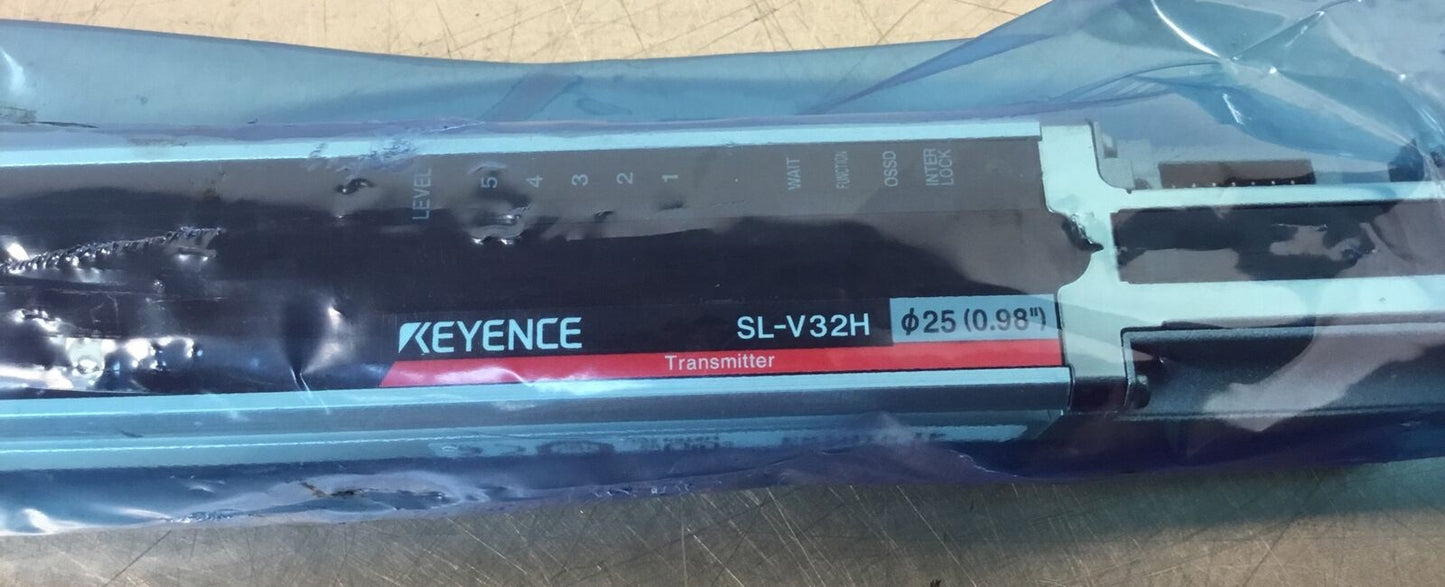 LEVEL
5
4
3
2
1
WAIT
FUNCTION
OSSD
INTER
LOCK
KEYENCE
SL-V32H
φ25 (0.98")
Transmitter